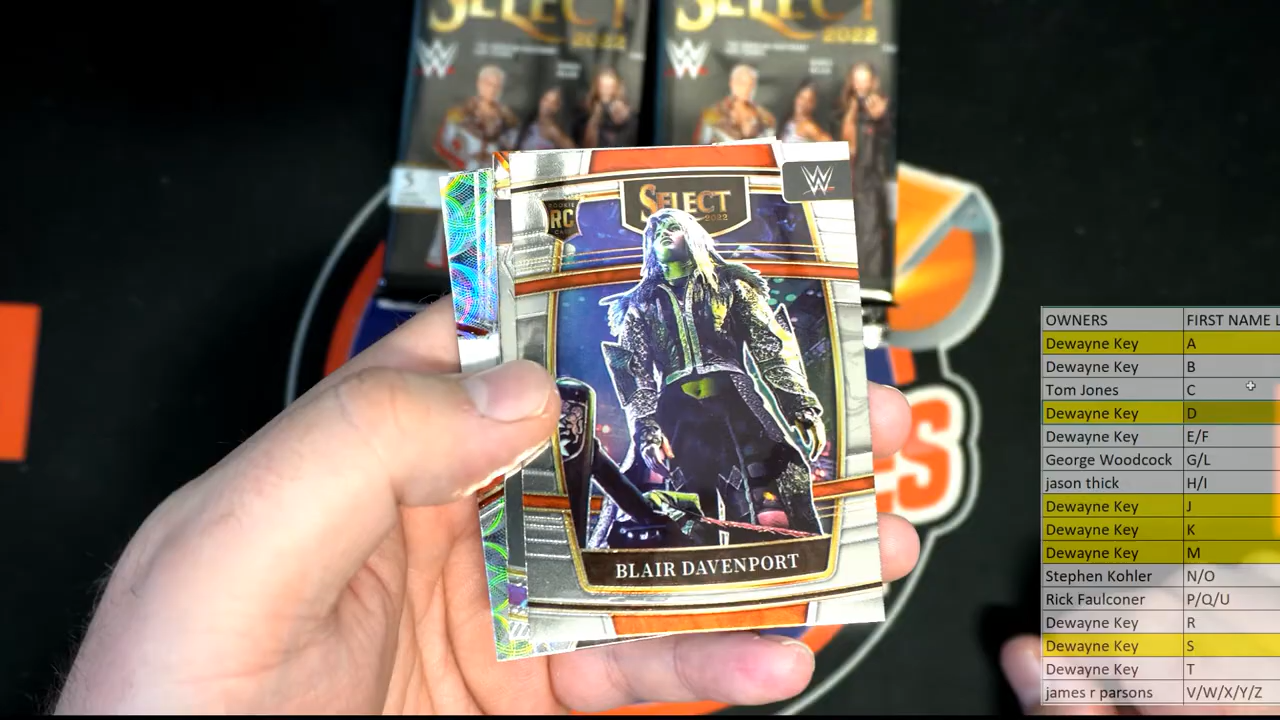 SELECT
2022
SELECT
2022
ROOKIE
RC
SELECT
2022
BLAIR DAVENPORT
ES
OWNERS FIRST NAME L
Dewayne Key A
Dewayne Key B
Tom Jones C
Dewayne Key D
Dewayne Key E/F
George Woodcock G/L
jason thick H/I
Dewayne Key J
Dewayne Key K
Dewayne Key M
Stephen Kohler N/O
Rick Faulconer P/Q/U
Dewayne Key R
Dewayne Key S
Dewayne Key T
james r parsons V/W/X/Y/Z